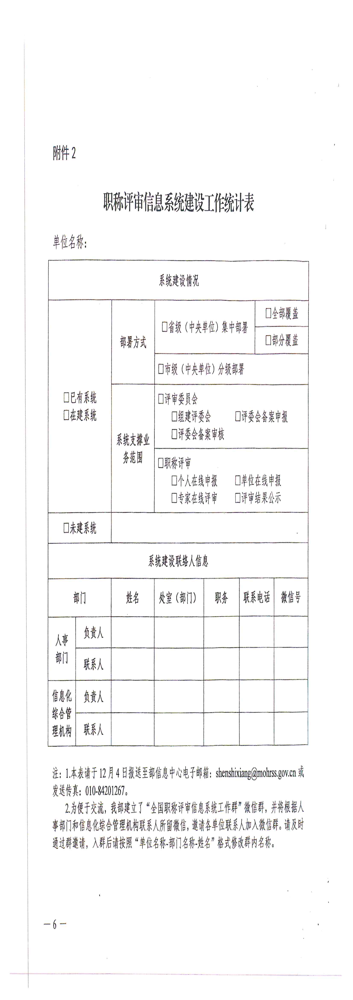 附件 2
职称评审信息系统建设工作统计表
单位名称：
系统建设情况
□已有系统
□在建系统
部署方式
□省级（中央单位）集中部署
□全部覆盖
□部分覆盖
□市级（中央单位）分级部署
系统支撑业
务范围
□评审委员会
□组建评委会 □评委会备案申报
□评委会备案审核
□职称评审
□个人在线申报 □单位在线申报
□专家在线评审 □评审结果公示
□未建系统
系统建设联络人信息
部门 姓名 处室（部门） 职务 联系电话 微信号
人事
部门
负责人
联系人
信息化
综合管
理机构
负责人
联系人
注：1.本表请于 12 月 4 日报送至部信息中心电子邮箱：shenshixiang@mohrss.gov.cn 或
发送传真：010-84201267。
2.为便于交流，我部建立了“全国职称评审信息系统工作群”微信群，并将根据人
事部门和信息化综合管理机构联系人所留微信，邀请各单位联系人加入微信群。请及时
通过群邀请，入群后请按照“单位名称-部门名称-姓名”格式修改群内名称。
— 6 —